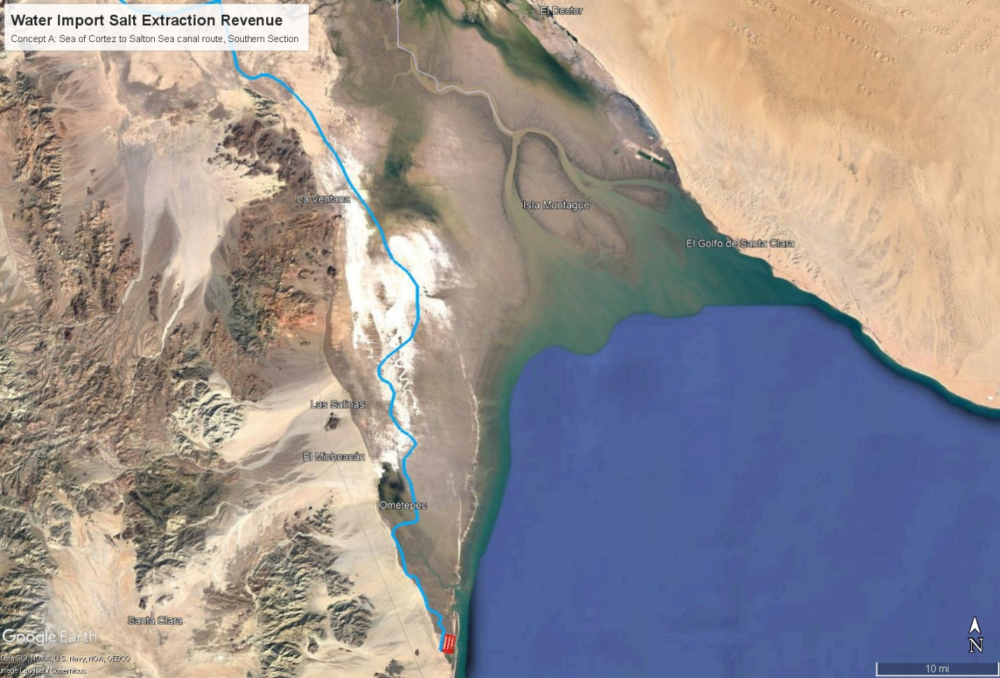 Water Import Salt Extraction Revenue
Concept A: Sea of Cortez to Salton Sea canal route, Southern Section
El Doctor
La Ventana
Isla Montague
El Golfo de Santa Clara
Las Salinas
El Michoacán
Ometepec
Santa Clara
Google Earth
Data SIO, NOAA, U.S. Navy, NGA, GEBCO
Image Landsat / Copernicus
N
10 mi